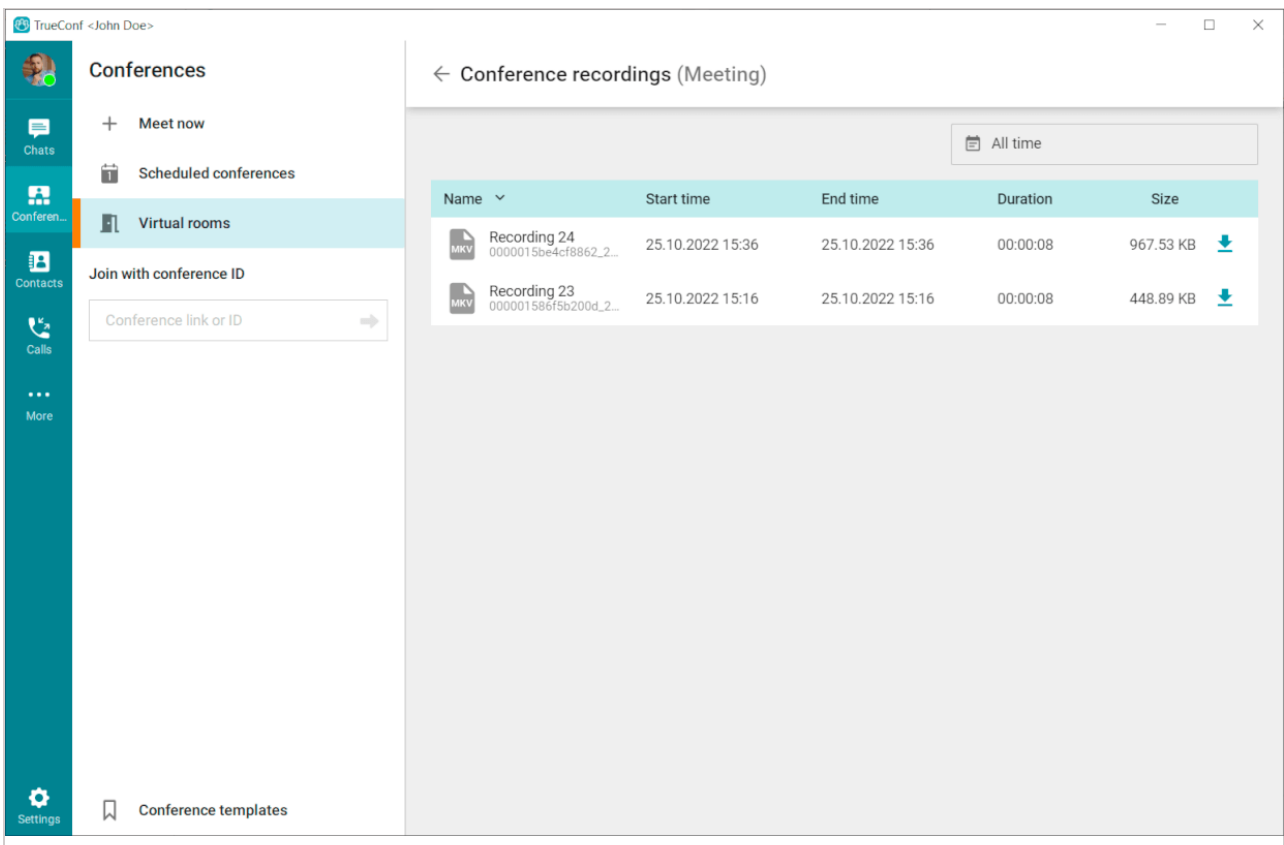 TrueConf <John Doe>
Chats
Conferen...
Contacts
Calls
More
Settings
Conferences
Meet now
1
Scheduled conferences
Virtual rooms
Join with conference ID
Conference link or ID
Conference templates
Conference recordings (Meeting)
All time
Name Start time End time Duration Size
MKV Recording 24 25.10.2022 15:36 25.10.2022 15:36 00:00:08 967.53 KB
0000015be4cf8862_2...
MKV Recording 23 25.10.2022 15:16 25.10.2022 15:16 00:00:08 448.89 KB
000001586f5b200d_2...